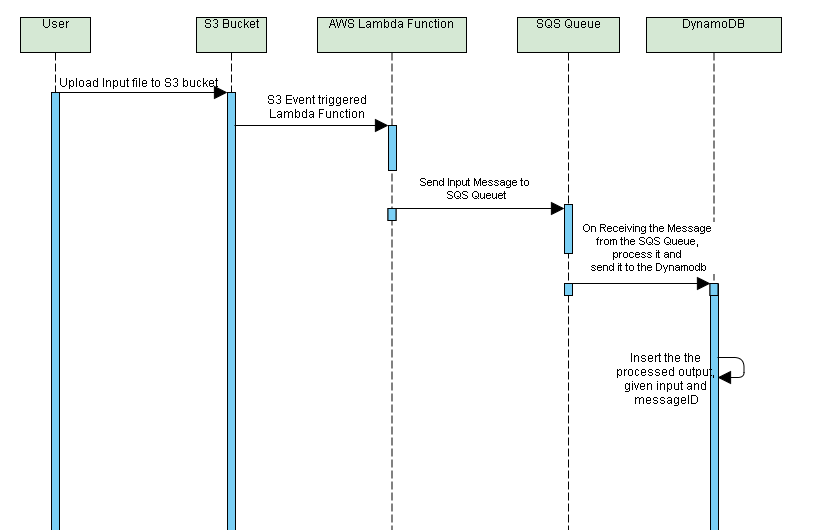 User
S3 Bucket
AWS Lambda Function
SQS Queue
DynamoDB
Upload Input file to S3 bucket
S3 Event triggered
Lambda Function
Send Input Message to
SQS Queuet
On Receiving the Message
from the SQS Queue,
process it and
send it to the Dynamodb
Insert the the
processed output,
given input and
messageID